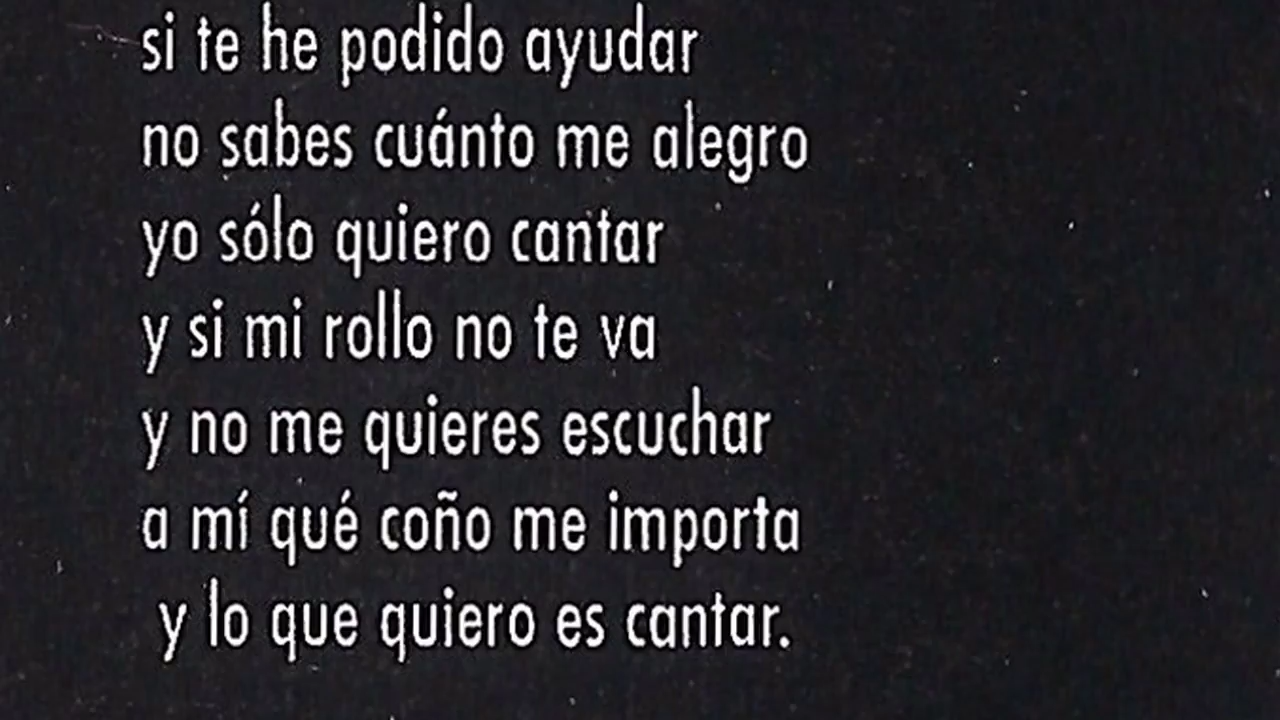 si te he podido ayudar
no sabes cuánto me alegro
yo sólo quiero cantar
y si mi rollo no te va
y no me quieres escuchar
a mí qué coño me importa
y lo que quiero es cantar.